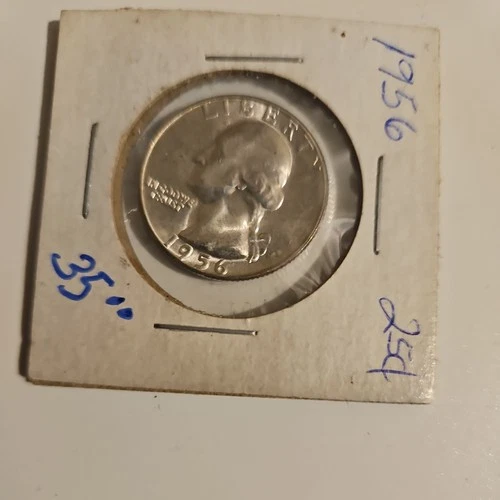 1956
LIBERTY
IN GOD WE
TRUST
1956
35°°
25¢